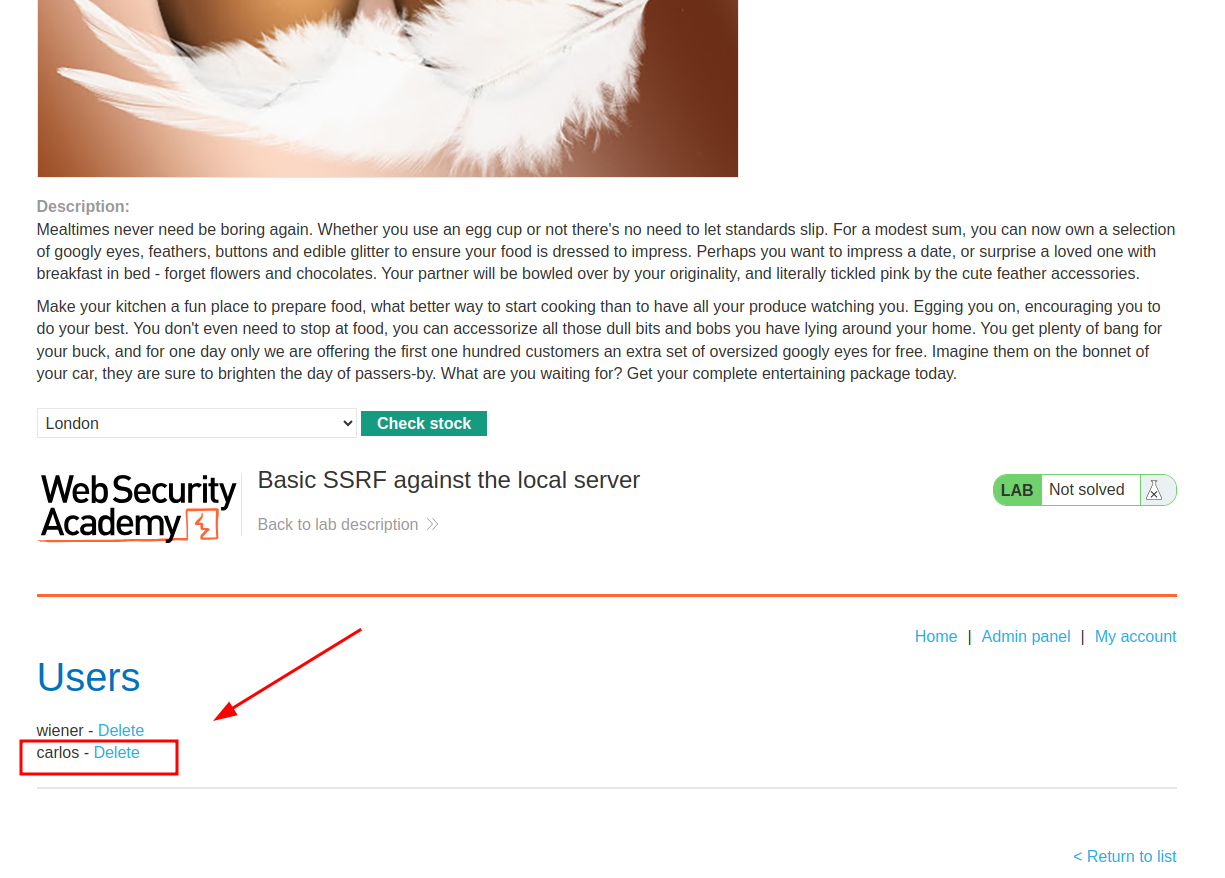 Description:
Mealtimes never need be boring again. Whether you use an egg cup or not there's no need to let standards slip. For a modest sum, you can now own a selection
of googly eyes, feathers, buttons and edible glitter to ensure your food is dressed to impress. Perhaps you want to impress a date, or surprise a loved one with
breakfast in bed - forget flowers and chocolates. Your partner will be bowled over by your originality, and literally tickled pink by the cute feather accessories.
Make your kitchen a fun place to prepare food, what better way to start cooking than to have all your produce watching you. Egging you on, encouraging you to
do your best. You don't even need to stop at food, you can accessorize all those dull bits and bobs you have lying around your home. You get plenty of bang for
your buck, and for one day only we are offering the first one hundred customers an extra set of oversized googly eyes for free. Imagine them on the bonnet of
your car, they are sure to brighten the day of passers-by. What are you waiting for? Get your complete entertaining package today.
London Check stock
Web Security
Academy
Basic SSRF against the local server
Back to lab description
LAB Not solved
Home | Admin panel | My account
Users
wiener - Delete
carlos - Delete
< Return to list